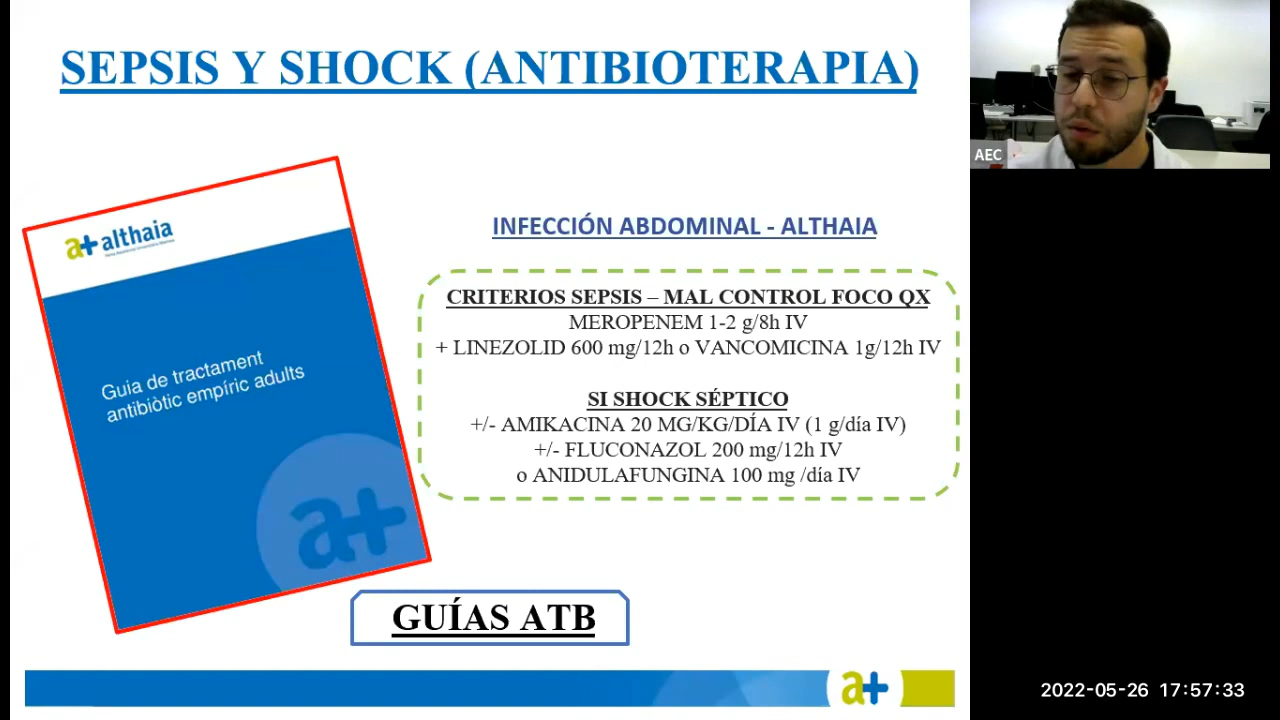 SEPSIS Y SHOCK (ANTIBIOTERAPIA)
a+ althaia
Guia de tractament
antibiòtic empíric adults
a+
INFECCIÓN ABDOMINAL - ALTHAIA
CRITERIOS SEPSIS – MAL CONTROL FOCO QX
MEROPENEM 1-2 g/8h IV
+ LINEZOLID 600 mg/12h o VANCOMICINA 1g/12h IV
SI SHOCK SÉPTICO
+/- AMIKACINA 20 MG/KG/DÍA IV (1 g/día IV)
+/- FLUCONAZOL 200 mg/12h IV
o ANIDULAFUNGINA 100 mg /día IV
GUÍAS ATB
a+
AEC
2022-05-26 17:57:33